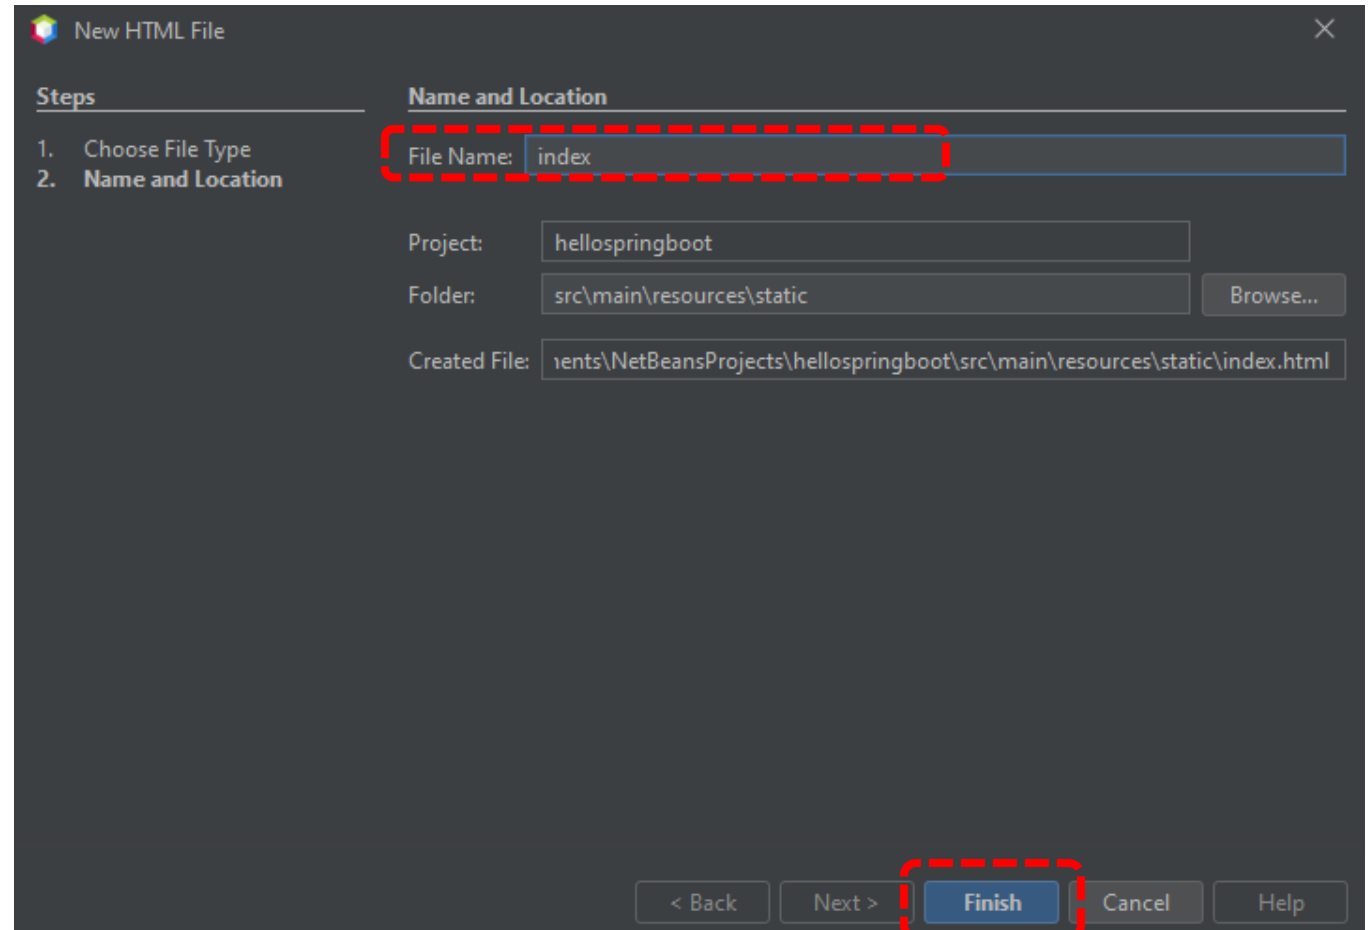 New HTML File
Steps
1. Choose File Type
2. Name and Location
Name and Location
File Name: index
Project: hellospringboot
Folder: src\main\resources\static Browse...
Created File: ents\NetBeansProjects\hellospringboot\src\main\resources\static\index.html
< Back Next > Finish Cancel Help